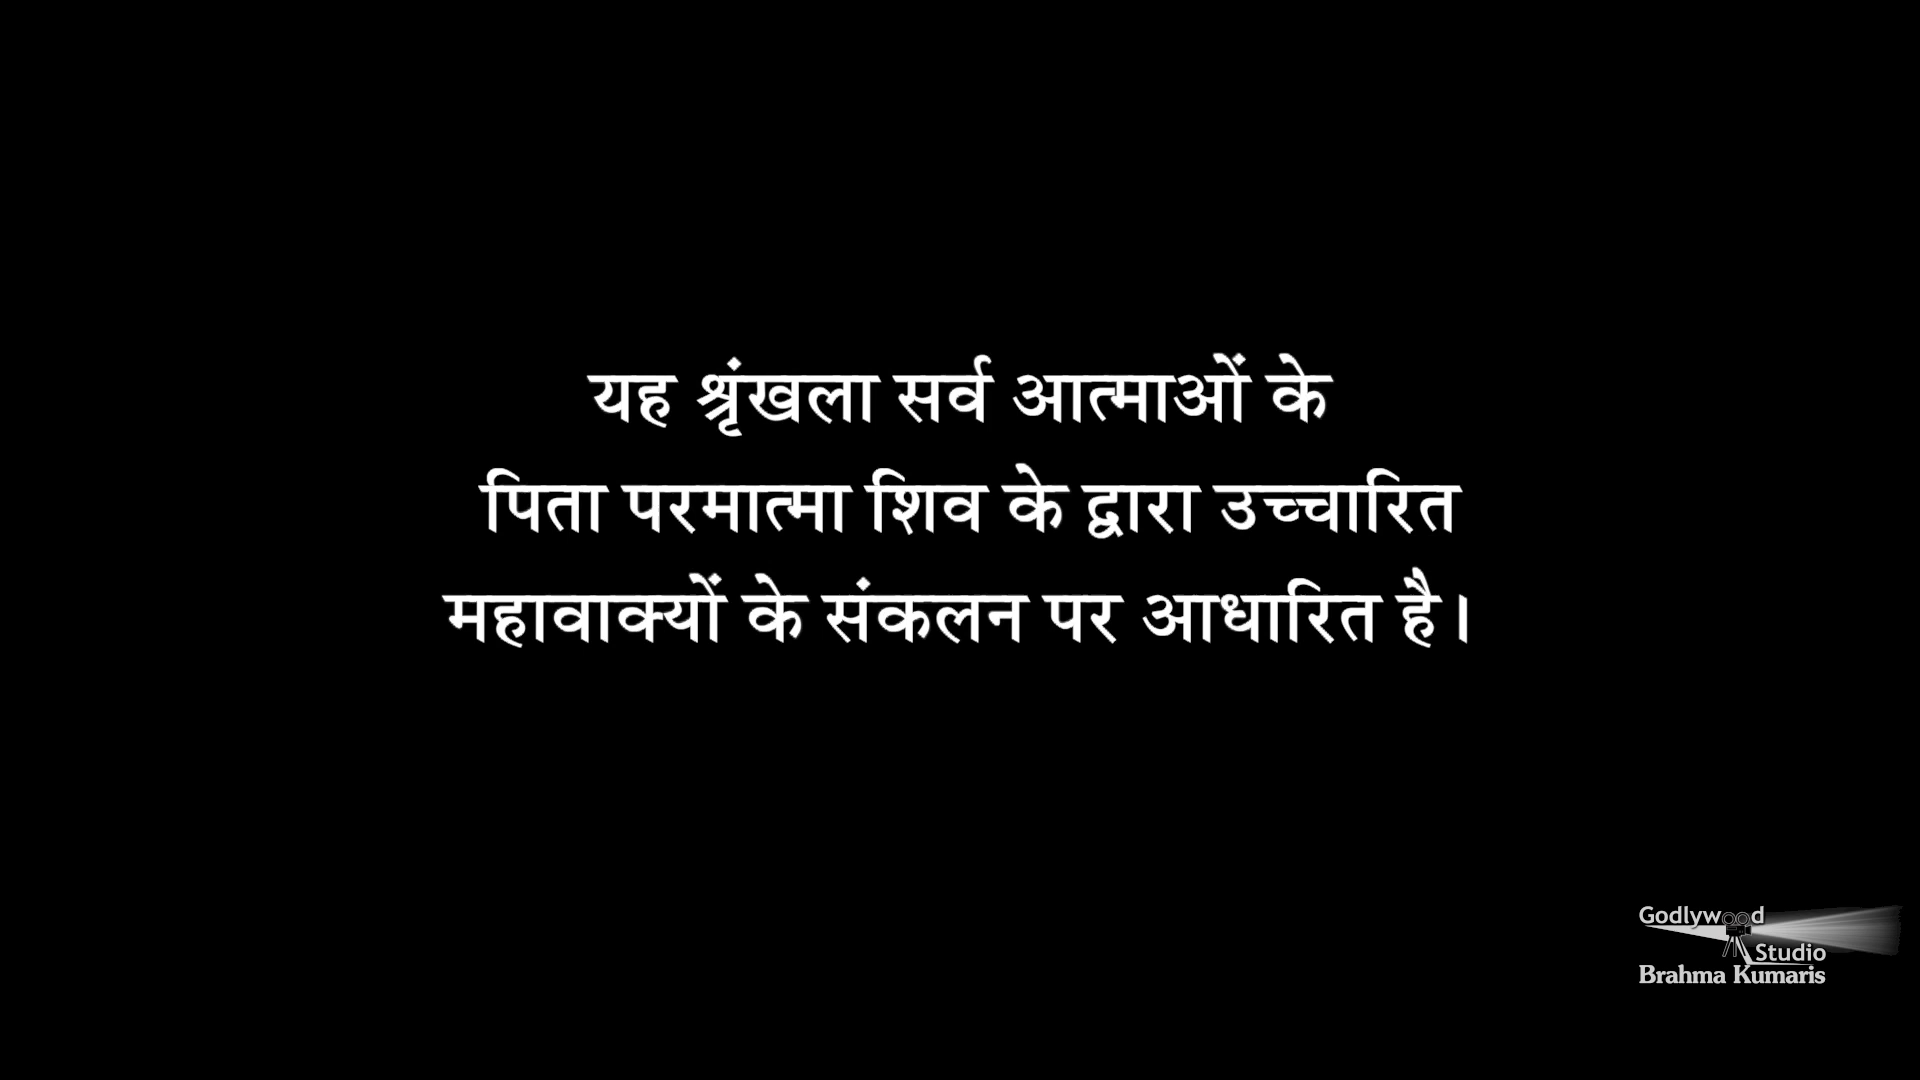 यह श्रृंखला सर्व आत्माओं के
पिता परमात्मा शिव के द्वारा उच्चारित
महावाक्यों के संकलन पर आधारित है।
Godlywood
Studio
Brahma Kumaris